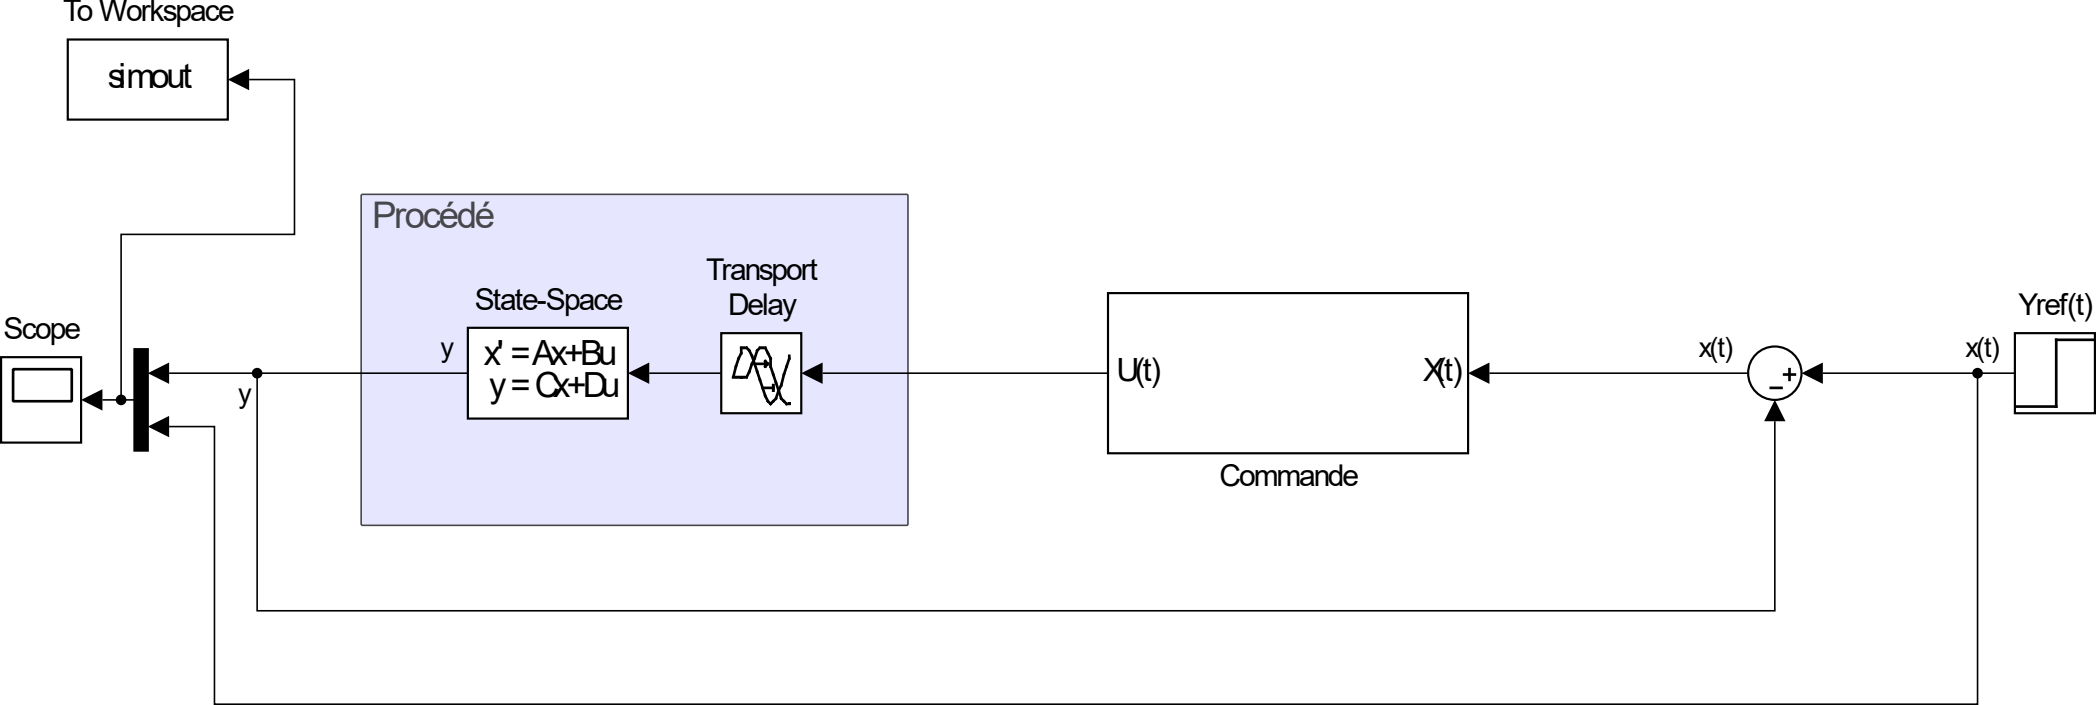 To Workspace
simout
Procédé
Transport
Delay
State-Space
x' = Ax+Bu
y = Cx+Du
y
y
Scope
U(t)
X(t)
Commande
x(t)
+
−
x(t)
Yref(t)